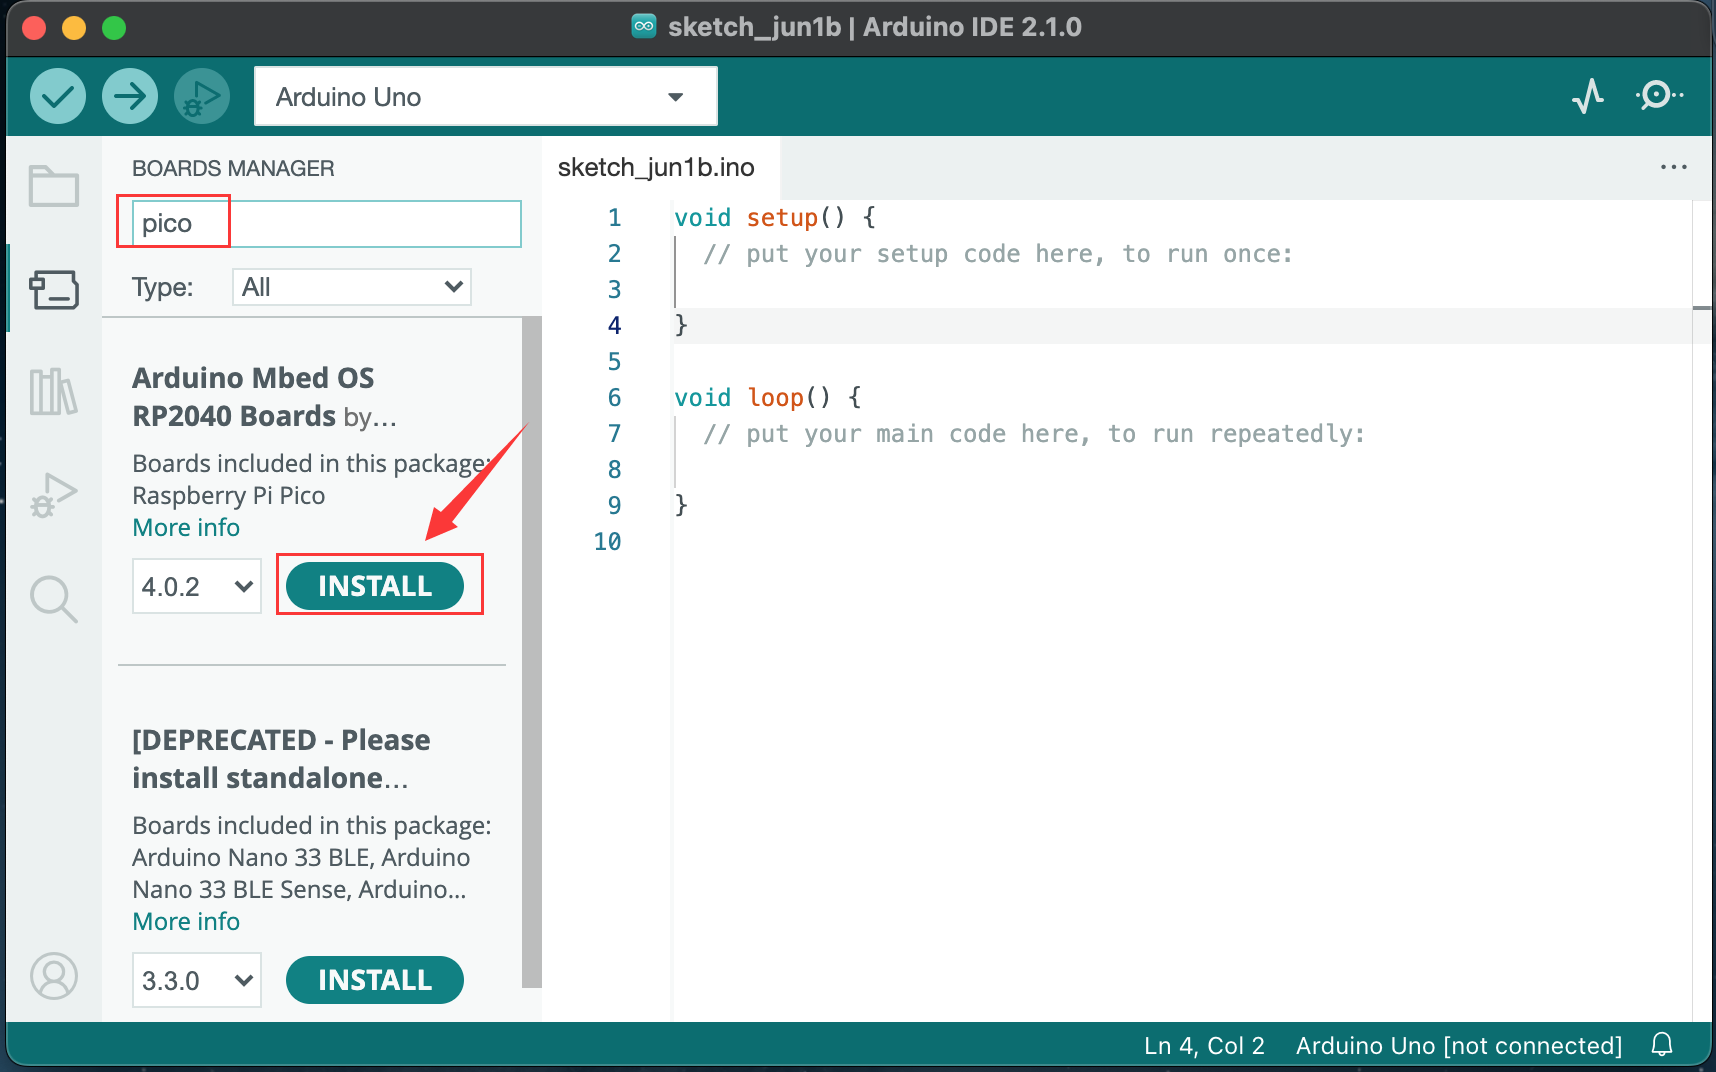 sketch_jun1b | Arduino IDE 2.1.0
Arduino Uno
BOARDS MANAGER
pico
Type: All
Arduino Mbed OS
RP2040 Boards by...
Boards included in this package:
Raspberry Pi Pico
More info
4.0.2 INSTALL
[DEPRECATED - Please
install standalone...
Boards included in this package:
Arduino Nano 33 BLE, Arduino
Nano 33 BLE Sense, Arduino...
More info
3.3.0 INSTALL
sketch_jun1b.ino
1 void setup() {
2 // put your setup code here, to run once:
3
4 }
5
6 void loop() {
7 // put your main code here, to run repeatedly:
8
9 }
10
Ln 4, Col 2 Arduino Uno [not connected]